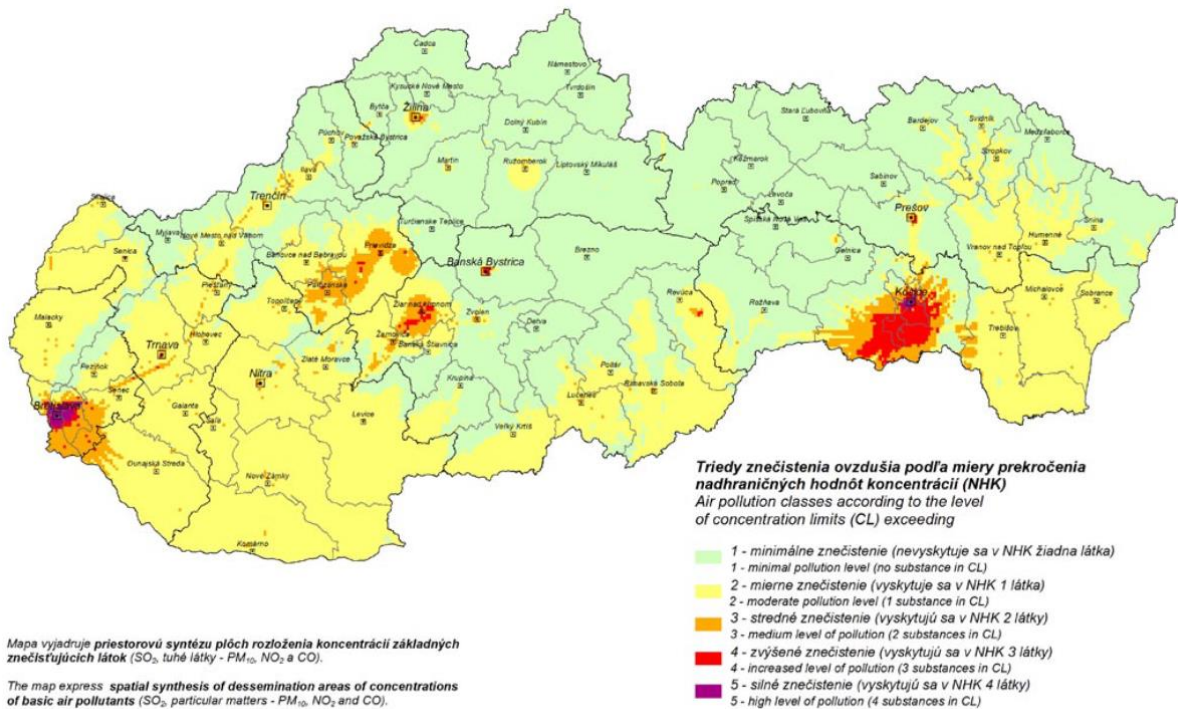 Čadca
Námestovo
Tvrdošín
Kysucké Nové Mesto
Bytča
Žilina
Dolný Kubín
Stará Ľubovňa
Bardejov
Svidník
Stropkov
Medzilaborce
Púchov
Považská Bystrica
Martin
Ružomberok
Liptovský Mikuláš
Kežmarok
Poprad
Levoča
Sabinov
Ilava
Trenčín
Prešov
Skalica
Myjava
Nové Mesto nad Váhom
Turčianske Teplice
Spišská Nová Ves
Gelnica
Vranov nad Topľou
Humenné
Snina
Senica
Bánovce nad Bebravou
Prievidza
Partizánske
Banská Bystrica
Brezno
Piešťany
Topoľčany
Žiar nad Hronom
Zvolen
Detva
Revúca
Rožňava
Košice
Michalovce
Sobrance
Malacky
Hlohovec
Trnava
Zlaté Moravce
Žarnovica
Banská Štiavnica
Trebišov
Pezinok
Senec
Nitra
Krupina
Poltár
Rimavská Sobota
Lučenec
Bratislava
Galanta
Šaľa
Levice
Veľký Krtíš
Dunajská Streda
Nové Zámky
Komárno
Triedy znečistenia ovzdušia podľa miery prekročenia
nadhraničných hodnôt koncentrácií (NHK)
Air pollution classes according to the level
of concentration limits (CL) exceeding
1 - minimálne znečistenie (nevyskytuje sa v NHK žiadna látka)
1 - minimal pollution level (no substance in CL)
2 - mierne znečistenie (vyskytuje sa v NHK 1 látka)
2 - moderate pollution level (1 substance in CL)
3 - stredné znečistenie (vyskytujú sa v NHK 2 látky)
3 - medium level of pollution (2 substances in CL)
4 - zvýšené znečistenie (vyskytujú sa v NHK 3 látky)
4 - increased level of pollution (3 substances in CL)
5 - silné znečistenie (vyskytujú sa v NHK 4 látky)
5 - high level of pollution (4 substances in CL)
Mapa vyjadruje priestorovú syntézu plôch rozloženia koncentrácií základných
znečisťujúcich látok (SO₂, tuhé látky - PM₁₀, NO₂ a CO).
The map express spatial synthesis of dessemination areas of concentrations
of basic air pollutants (SO₂, particular matters - PM₁₀, NO₂ and CO).